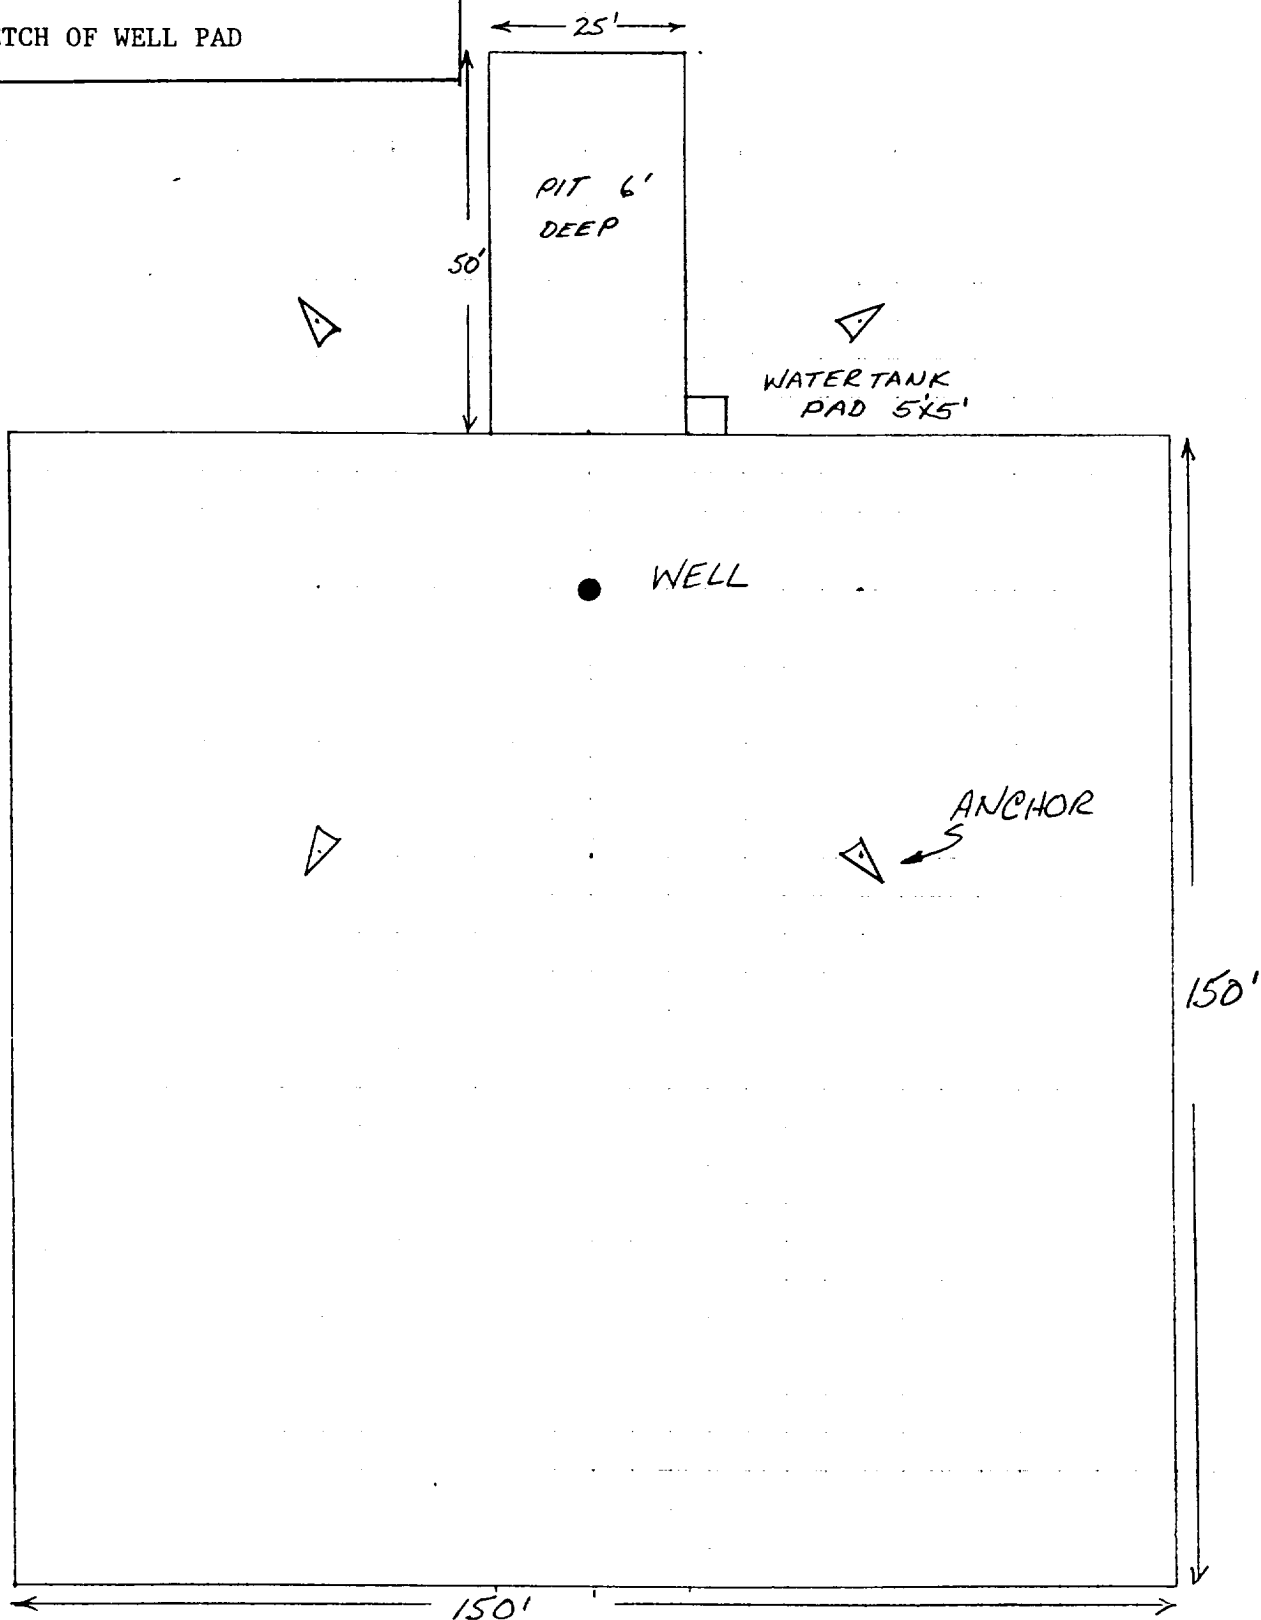 TCH OF WELL PAD
25'
PIT 6'
DEEP
50'
WATER TANK
PAD 5'X5'
WELL
ANCHOR
150'
150'